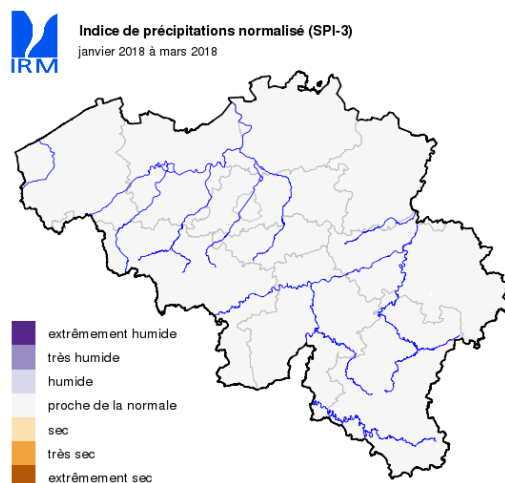 Indice de précipitations normalisé (SPI-3)
janvier 2018 à mars 2018
IRM
extrêmement humide
très humide
humide
proche de la normale
sec
très sec
extrêmement sec